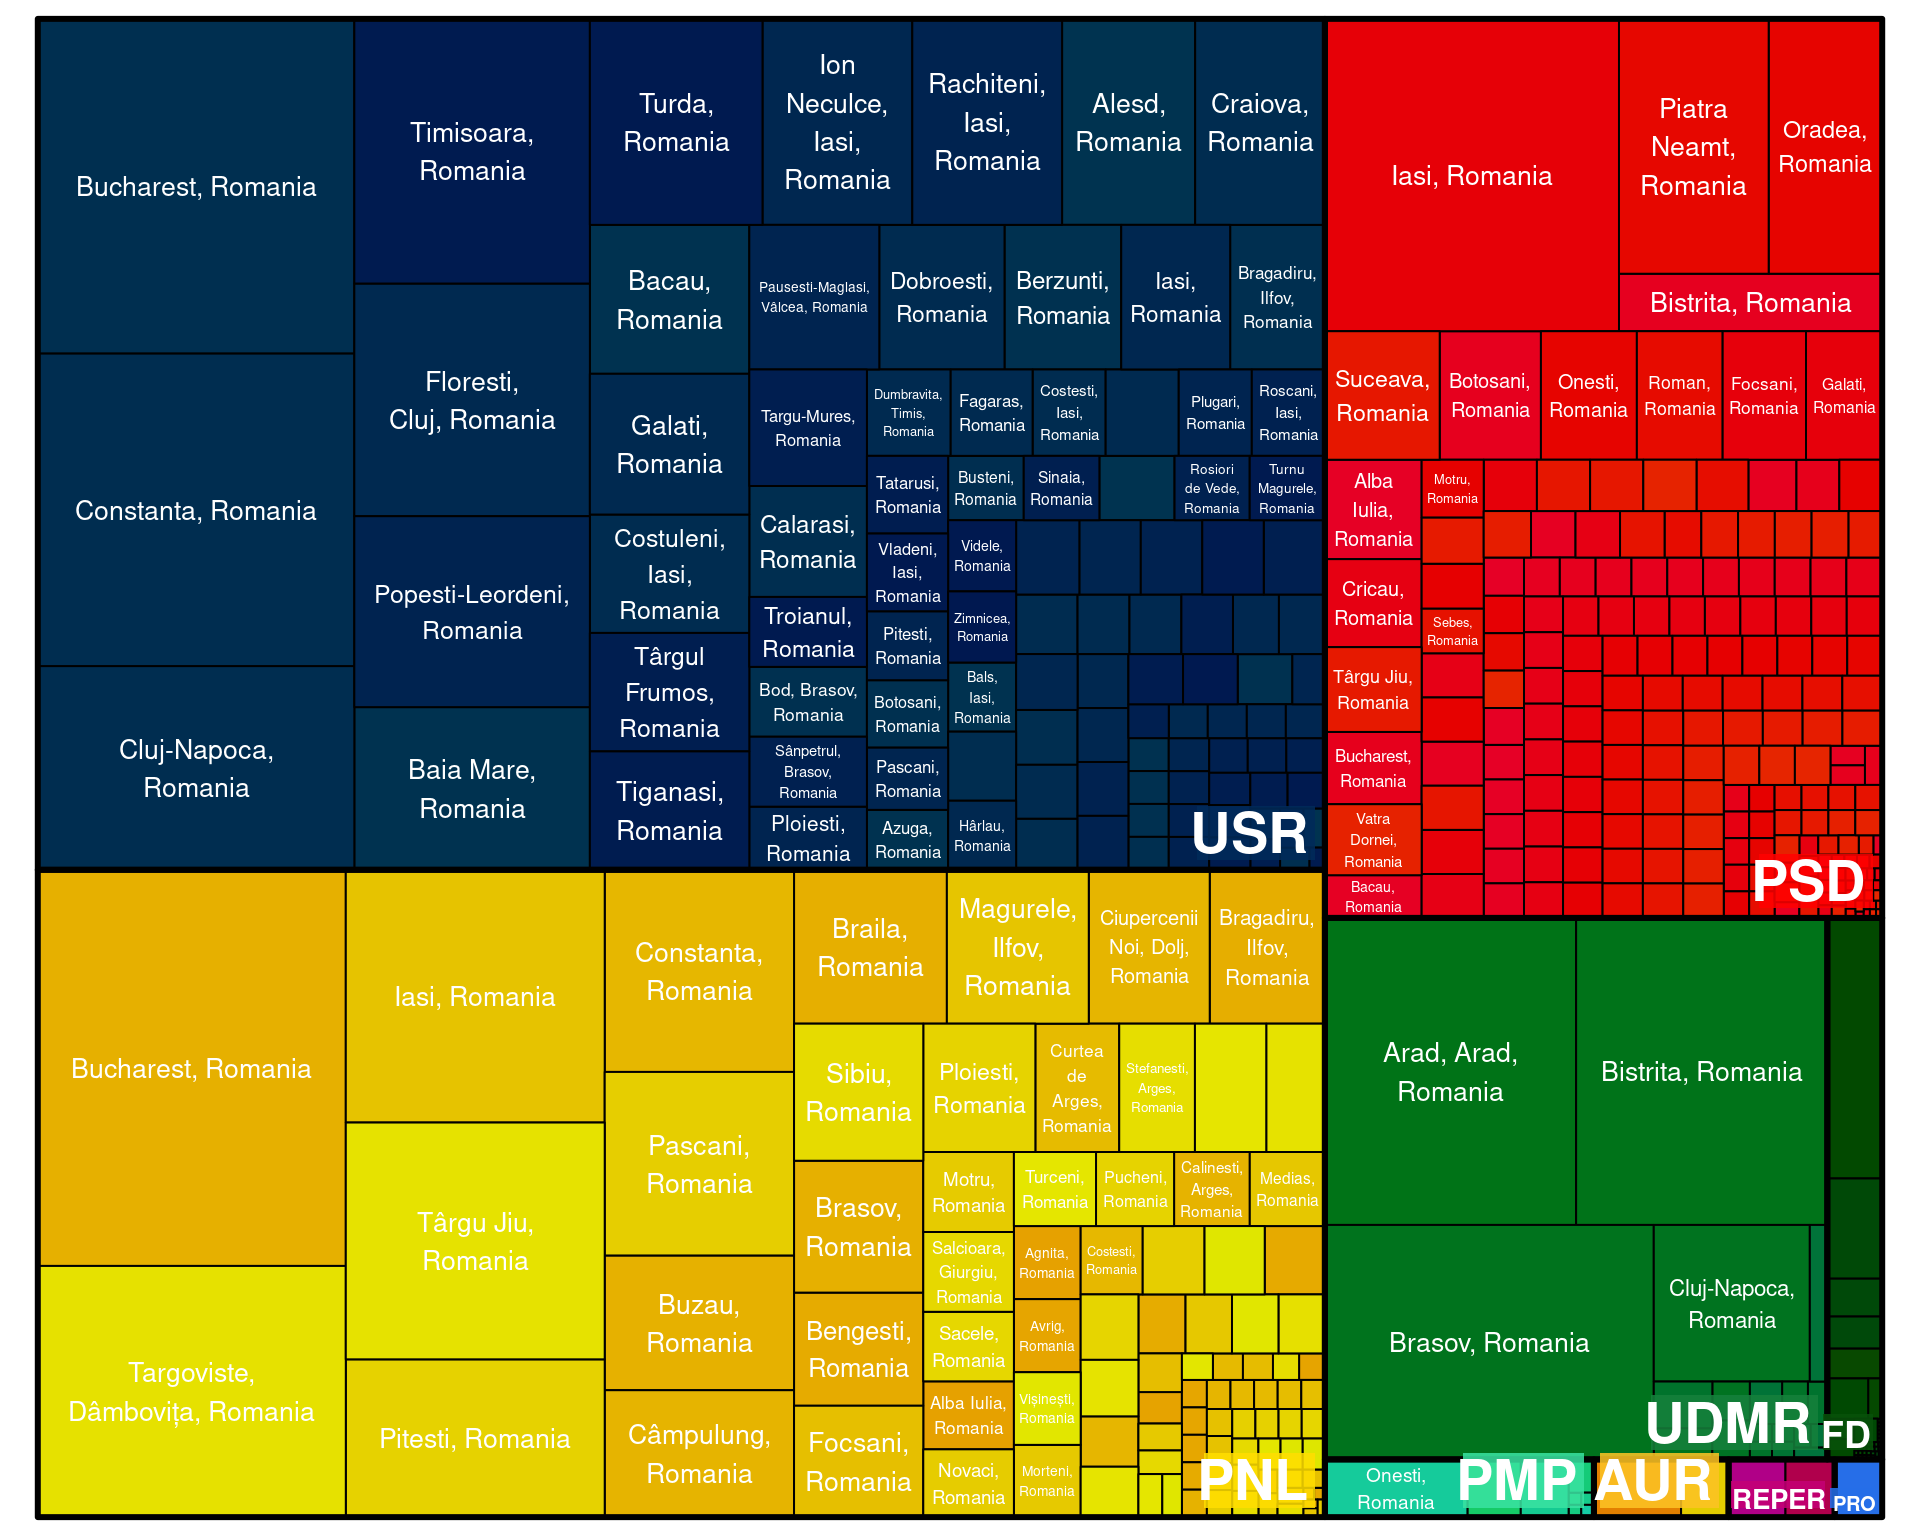 Bucharest, Romania
Constanta, Romania
Cluj-Napoca,
Romania
Timisoara,
Romania
Floresti,
Cluj, Romania
Popesti-Leordeni,
Romania
Baia Mare,
Romania
Turda,
Romania
Ion
Neculce,
Iasi,
Romania
Rachiteni,
Iasi,
Romania
Alesd,
Romania
Craiova,
Romania
Bacau,
Romania
Galati,
Romania
Costuleni,
Iasi,
Romania
Târgul
Frumos,
Romania
Tiganasi,
Romania
Pausesti-Maglasi,
Vâlcea, Romania
Dobroesti,
Romania
Berzunti,
Romania
Iasi,
Romania
Bragadiru,
Ilfov,
Romania
Targu-Mures,
Romania
Calarasi,
Romania
Troianul,
Romania
Bod, Brasov,
Romania
Sânpetrul,
Brasov,
Romania
Ploiesti,
Romania
Dumbravita,
Timis,
Romania
Fagaras,
Romania
Costesti,
Iasi,
Romania
Plugari,
Romania
Roscani,
Iasi,
Romania
Tatarusi,
Romania
Vladeni,
Iasi,
Romania
Pitesti,
Romania
Botosani,
Romania
Pascani,
Romania
Azuga,
Romania
Busteni,
Romania
Sinaia,
Romania
Rosiori
de Vede,
Romania
Turnu
Magurele,
Romania
Videle,
Romania
Zimnicea,
Romania
Bals,
Iasi,
Romania
Hârlau,
Romania
USR
Iasi, Romania
Piatra
Neamt,
Romania
Oradea,
Romania
Bistrita, Romania
Suceava,
Romania
Botosani,
Romania
Onesti,
Romania
Roman,
Romania
Focsani,
Romania
Galati,
Romania
Alba
Iulia,
Romania
Cricau,
Romania
Târgu Jiu,
Romania
Bucharest,
Romania
Vatra
Dornei,
Romania
Bacau,
Romania
Motru,
Romania
Sebes,
Romania
PSD
Bucharest, Romania
Targoviste,
Dâmbovița, Romania
Iasi, Romania
Târgu Jiu,
Romania
Pitesti, Romania
Constanta,
Romania
Pascani,
Romania
Buzau,
Romania
Câmpulung,
Romania
Braila,
Romania
Magurele,
Ilfov,
Romania
Ciupercenii
Noi, Dolj,
Romania
Bragadiru,
Ilfov,
Romania
Sibiu,
Romania
Brasov,
Romania
Bengesti,
Romania
Focsani,
Romania
Ploiesti,
Romania
Curtea
de
Arges,
Romania
Stefanesti,
Arges,
Romania
Motru,
Romania
Salcioara,
Giurgiu,
Romania
Sacele,
Romania
Alba Iulia,
Romania
Novaci,
Romania
Turceni,
Romania
Pucheni,
Romania
Calinesti,
Arges,
Romania
Medias,
Romania
Agnita,
Romania
Costesti,
Romania
Avrig,
Romania
Vișinești,
Romania
Morteni,
Romania
PNL
Arad, Arad,
Romania
Bistrita, Romania
Brasov, Romania
Cluj-Napoca,
Romania
UDMR
FD
Onesti,
Romania
PMP
AUR
REPER
PRO